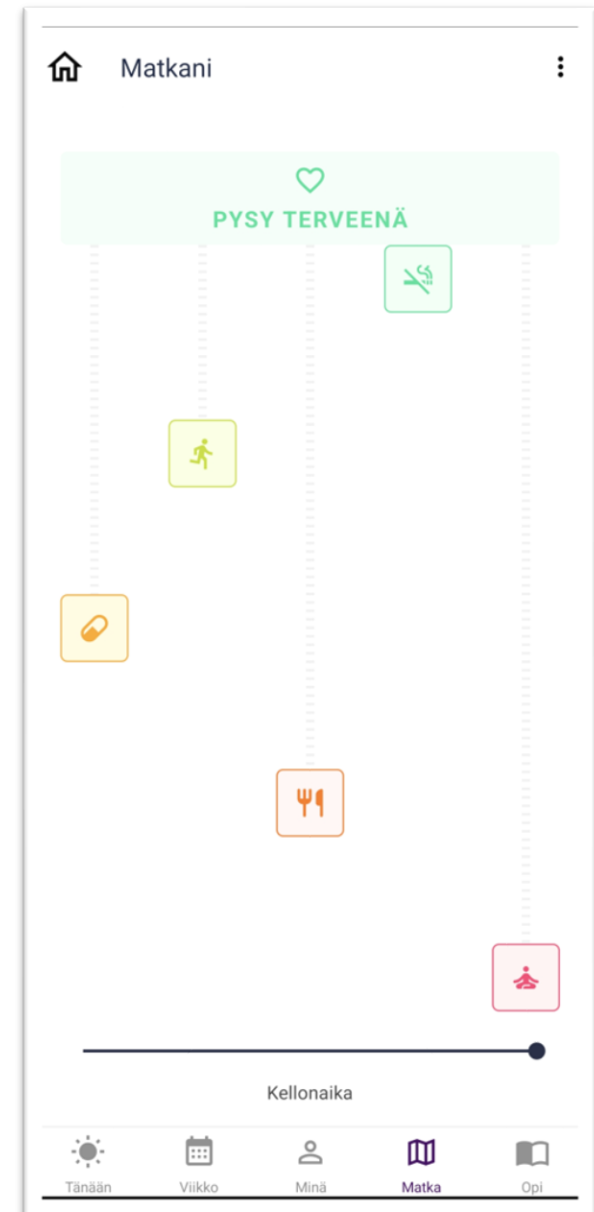 Matkani
PYSY TERVEENÄ
Kellonaika
Tänään
Viikko
Minä
Matka
Opi